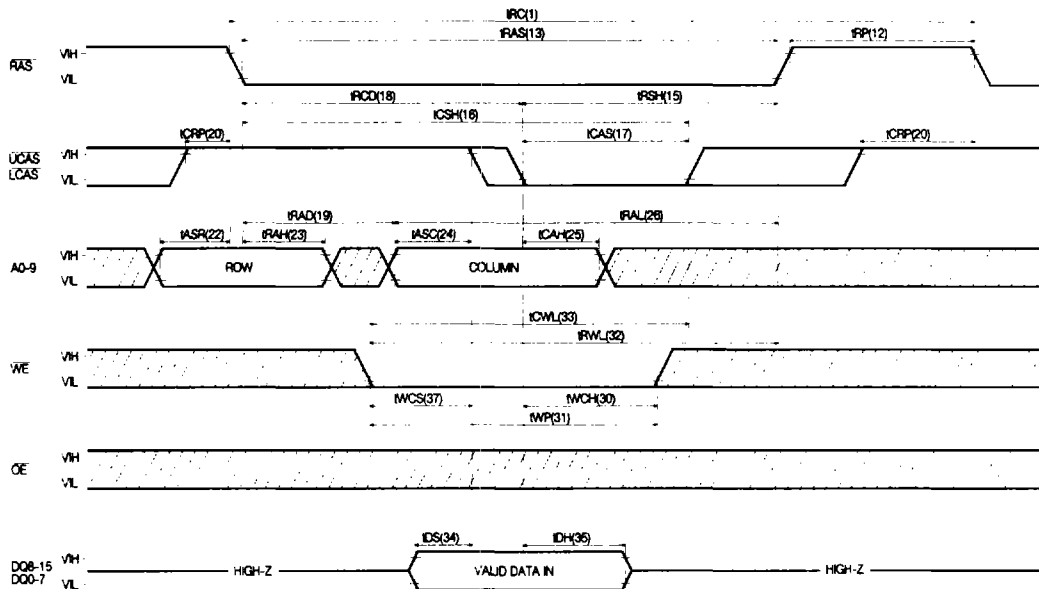 tRC(1)
tRAS(13)
tRP(12)
RAS
VIH
VIL
tRCD(18)
tRSH(15)
tCSH(16)
tCRP(20)
tCAS(17)
tCRP(20)
UCAS
LCAS
VIH
VIL
tRAD(19)
tRAL(26)
tASR(22)
tRAH(23)
tASC(24)
tCAH(25)
A0-9
VIH
VIL
ROW
COLUMN
tCWL(33)
tRWL(32)
WE
VIH
VIL
tWCS(37)
tWCH(30)
tWP(31)
OE
VIH
VIL
tDS(34)
tDH(35)
DQ8-15
DQ0-7
VIH
VIL
HIGH-Z
VALID DATA IN
HIGH-Z